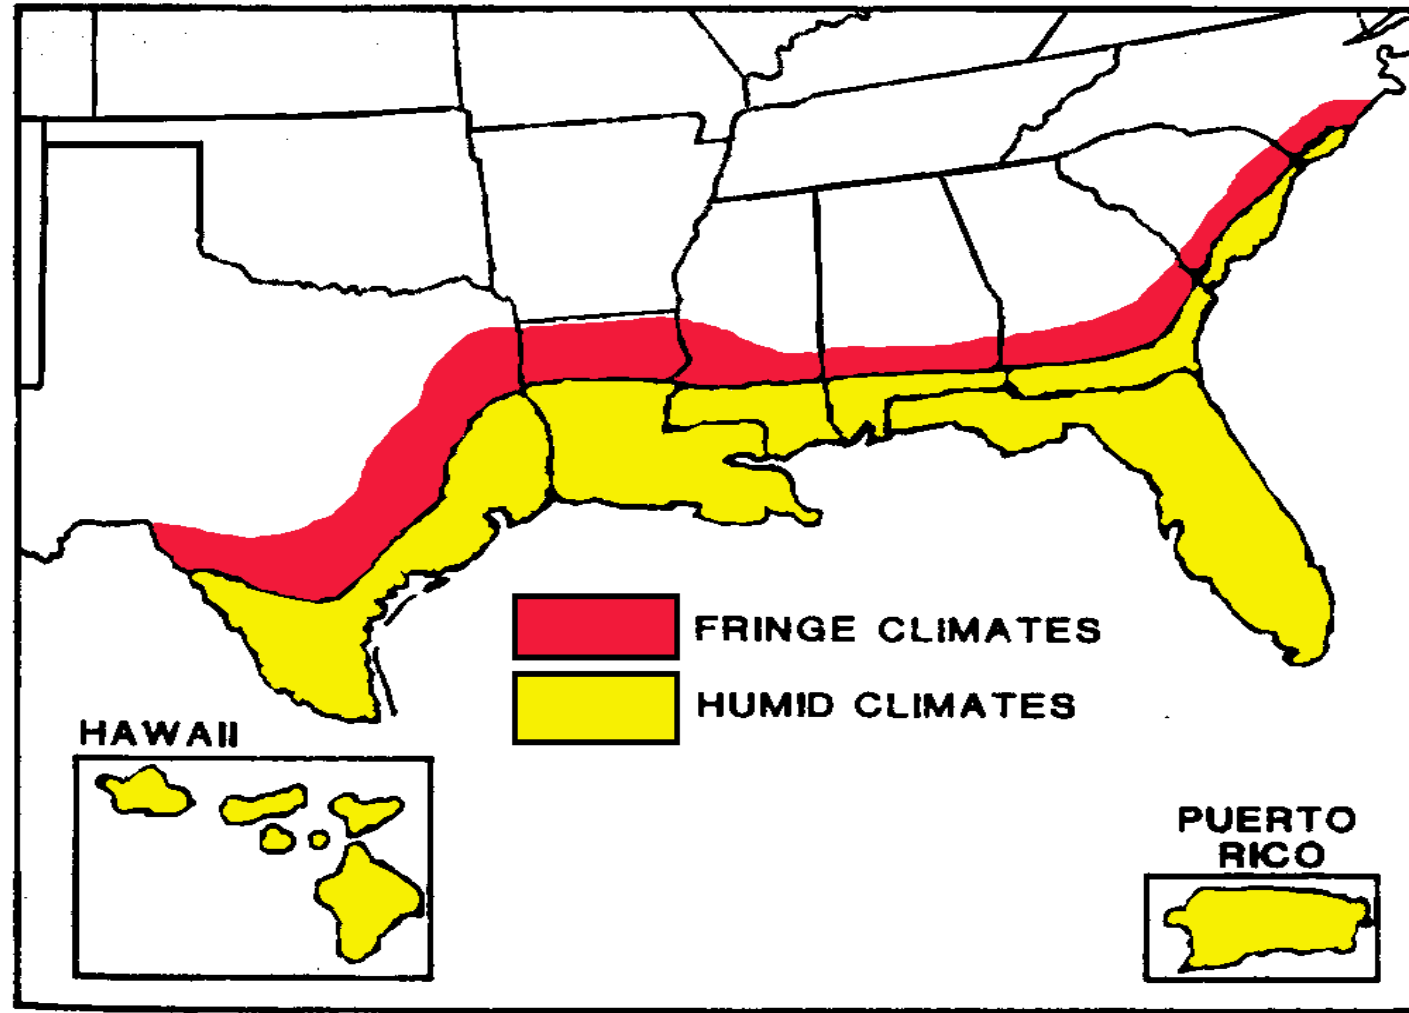 FRINGE CLIMATES
HUMID CLIMATES
HAWAII
PUERTO
RICO